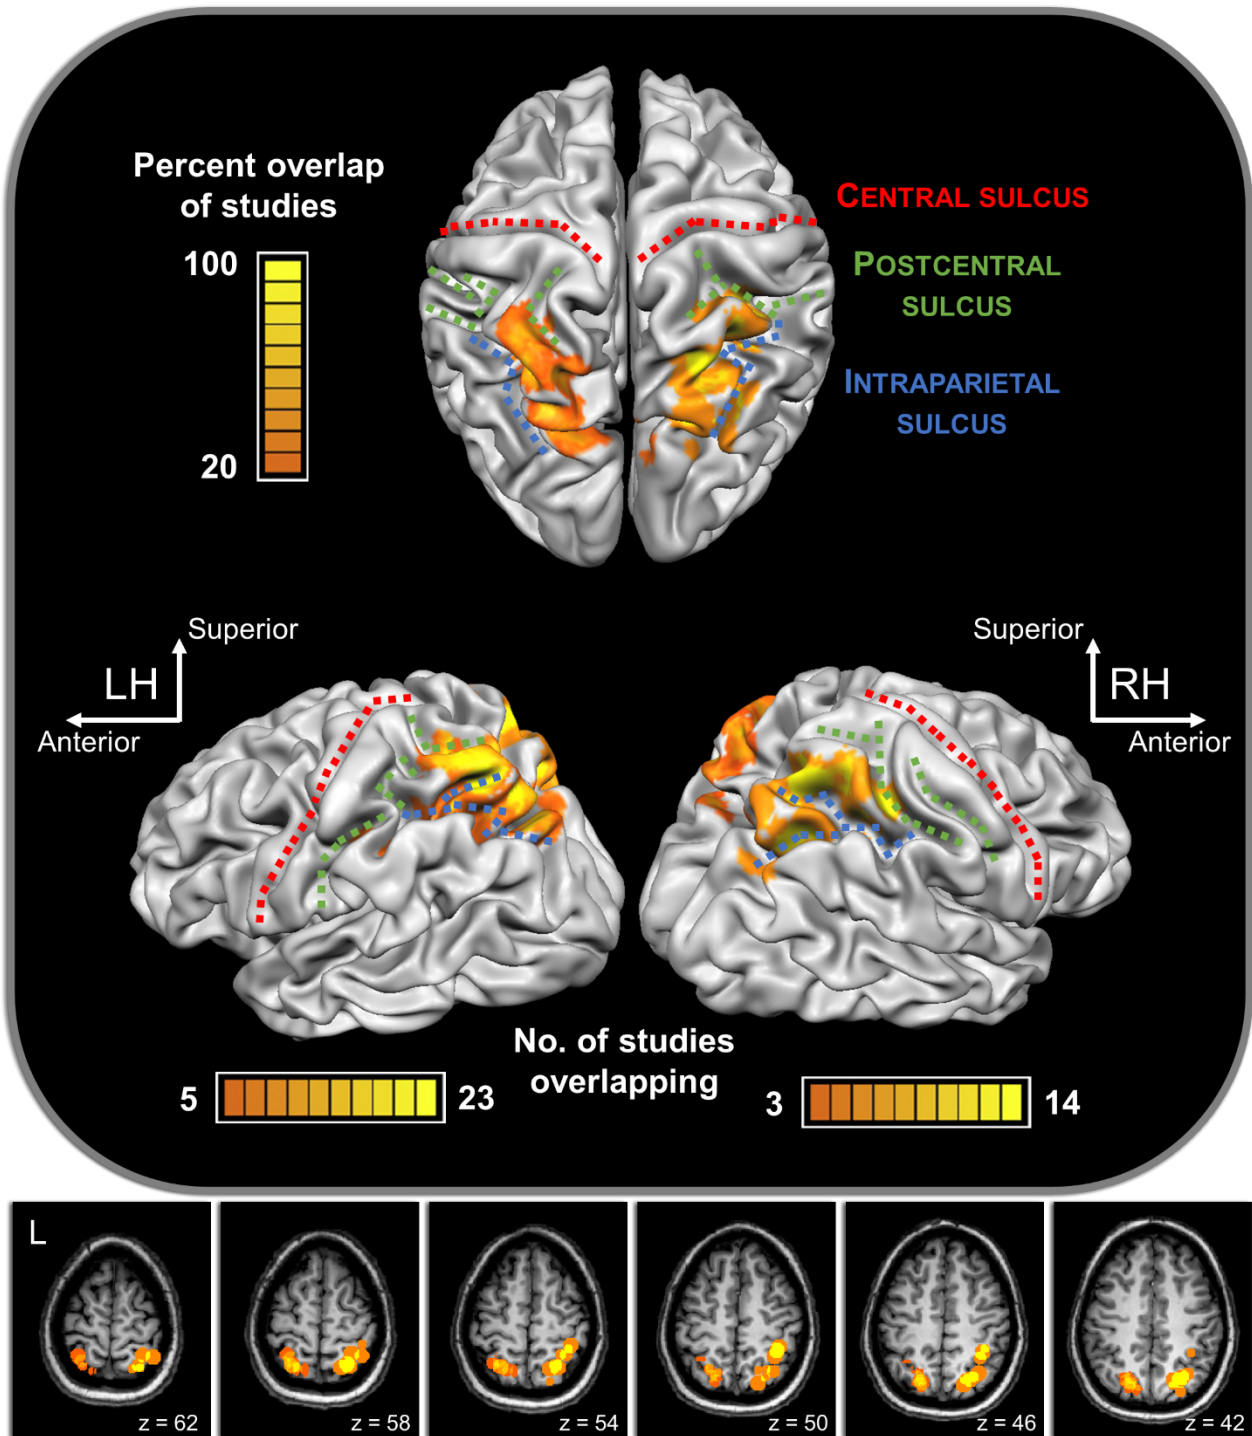 Percent overlap
of studies
100
20
CENTRAL SULCUS
POSTCENTRAL
SULCUS
INTRAPARIETAL
SULCUS
Superior
LH
Anterior
Superior
RH
Anterior
No. of studies
overlapping
5
23
3
14
L
z = 62
z = 58
z = 54
z = 50
z = 46
z = 42